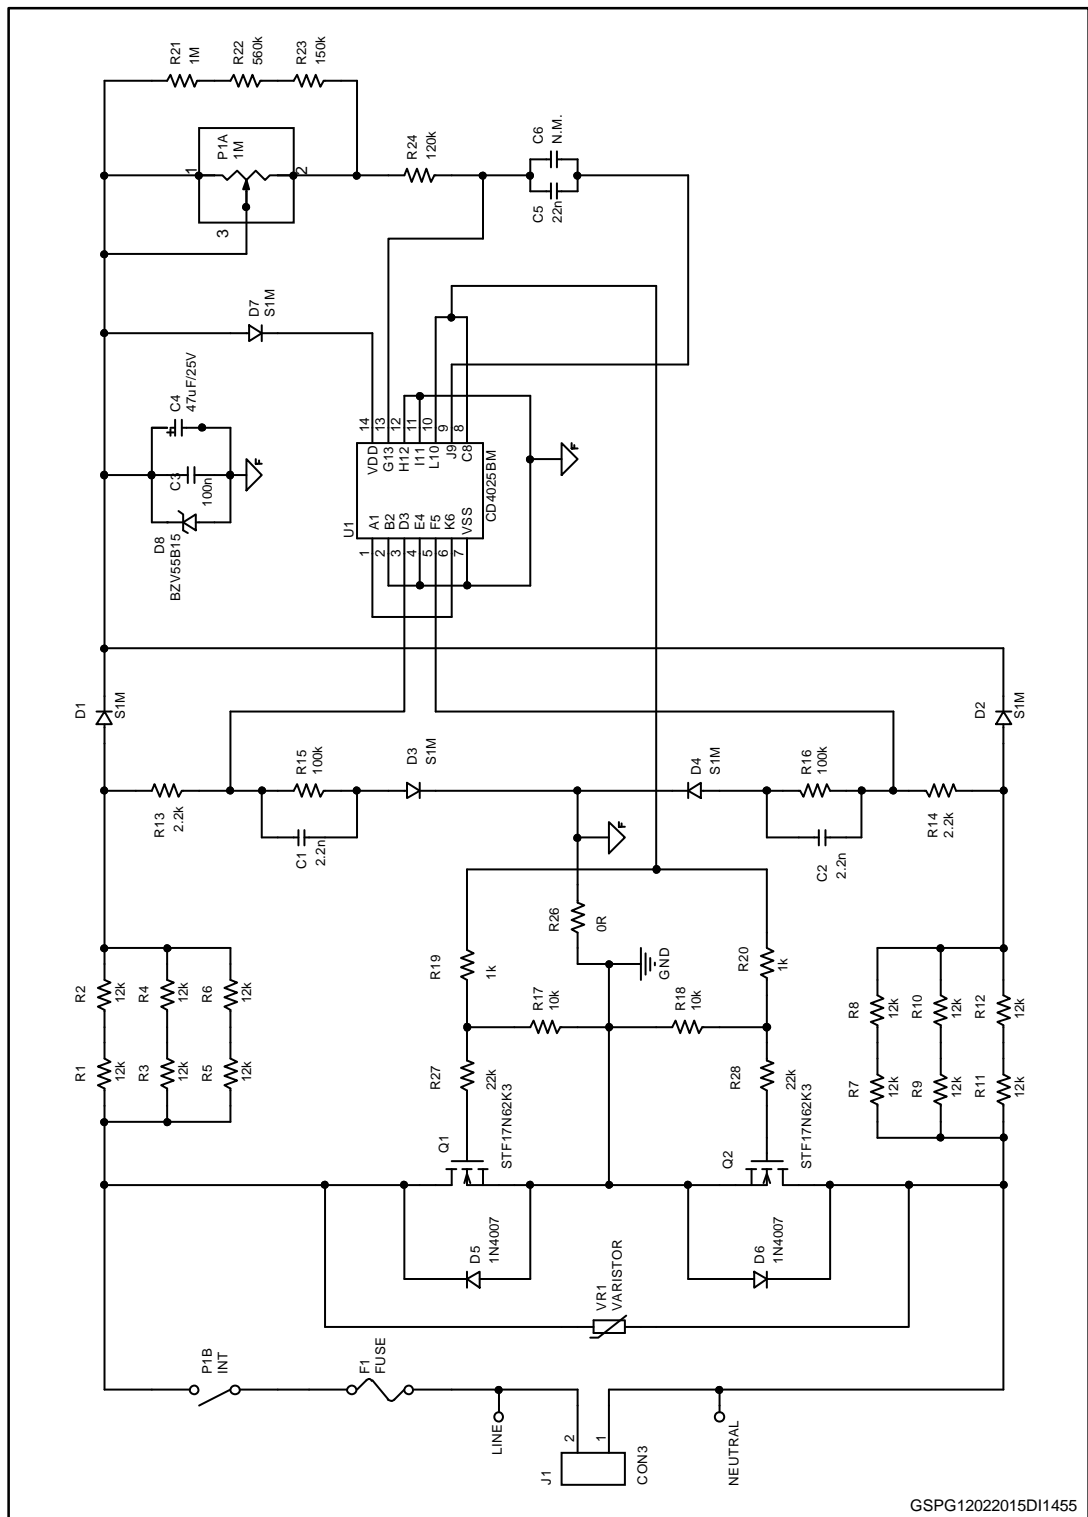 R21
1M
R22
560k
R23
150k
P1A
1M
1
2
3
R24
120k
C6
N.M.
C5
22n
D7
S1M
C4
47uF/25V
C3
100n
D8
BZV55B15
F
U1
14
13
12
11
10
9
8
VDD
G13
H12
I11
L10
J9
C8
CD4025BM
A1
B2
D3
E4
F5
K6
VSS
1
2
3
4
5
6
7
F
D1
S1M
D2
S1M
R13
2.2k
R15
100k
C1
2.2n
D3
S1M
D4
S1M
R16
100k
C2
2.2n
R14
2.2k
F
R26
0R
GND
R19
1k
R20
1k
R17
10k
R18
10k
R27
22k
R28
22k
R2
12k
R4
12k
R6
12k
R1
12k
R3
12k
R5
12k
R8
12k
R10
12k
R12
12k
R7
12k
R9
12k
R11
12k
Q1
STF17N62K3
Q2
STF17N62K3
D5
1N4007
D6
1N4007
VR1
VARISTOR
P1B
INT
F1
FUSE
LINE
NEUTRAL
J1
2
1
CON3
GSPG12022015DI1455